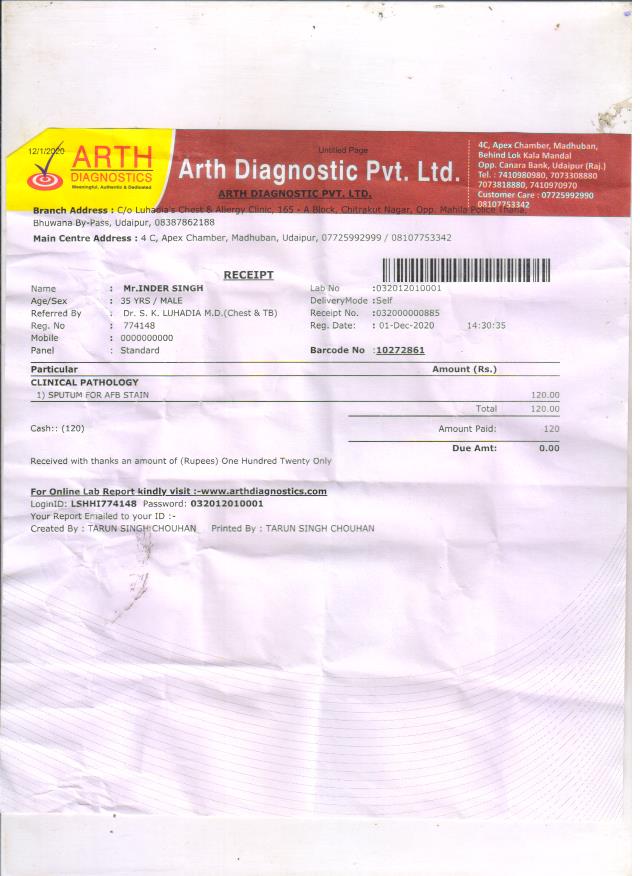 12/1/2020
Untitled Page
ARTH
DIAGNOSTICS
Meaningful, Authentic & Dedicated
Arth Diagnostic Pvt. Ltd.
4C, Apex Chamber, Madhuban,
Behind Lok Kala Mandal
Opp. Canara Bank, Udaipur (Raj.)
Tel. : 7410980980, 7073308880
7073818880, 7410970970
Customer Care : 07725992990
08107753342
ARTH DIAGNOSTIC PVT. LTD.
Branch Address : C/o Luhadia's Chest & Allergy Clinic, 165 - A Block, Chitrakut Nagar, Opp. Mahila Police Thana,
Bhuwana By-Pass, Udaipur, 08387862188
Main Centre Address : 4 C, Apex Chamber, Madhuban, Udaipur, 07725992999 / 08107753342
RECEIPT
Name : Mr.INDER SINGH Lab No :032012010001
Age/Sex : 35 YRS / MALE DeliveryMode :Self
Referred By : Dr. S. K. LUHADIA M.D.(Chest & TB) Receipt No. :032000000885
Reg. No : 774148 Reg. Date: : 01-Dec-2020 14:30:35
Mobile : 0000000000
Panel : Standard Barcode No :10272861
Particular Amount (Rs.)
CLINICAL PATHOLOGY
1) SPUTUM FOR AFB STAIN 120.00
Total 120.00
Cash:: (120) Amount Paid: 120
Due Amt: 0.00
Received with thanks an amount of (Rupees) One Hundred Twenty Only
For Online Lab Report kindly visit :-www.arthdiagnostics.com
LoginID: LSHHI774148 Password: 032012010001
Your Report Emailed to your ID :-
Created By : TARUN SINGH CHOUHAN Printed By : TARUN SINGH CHOUHAN